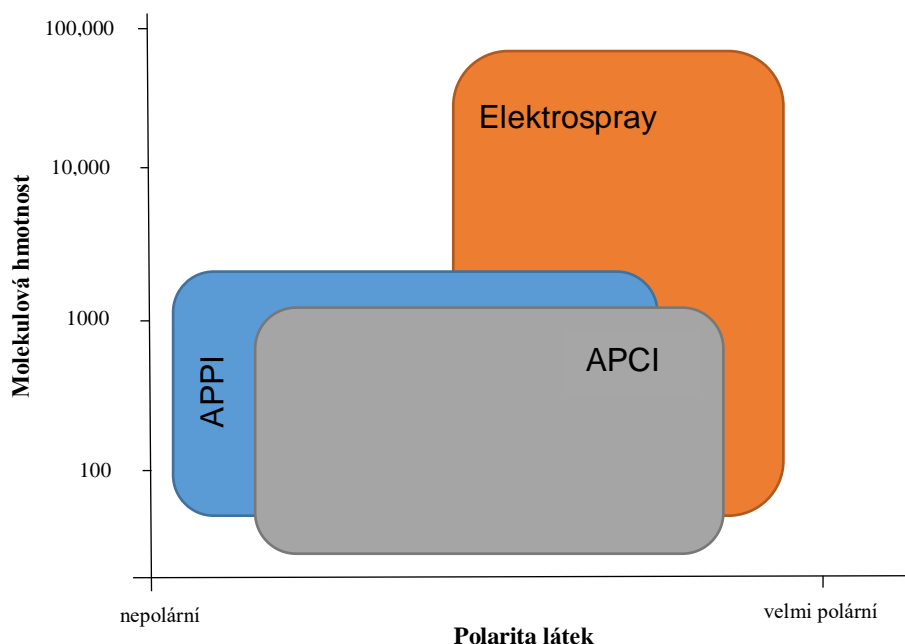 100,000
Elektrospray
10,000
Molekulová hmotnost
1000
APPI
APCI
100
nepolární
velmi polární
Polarita látek